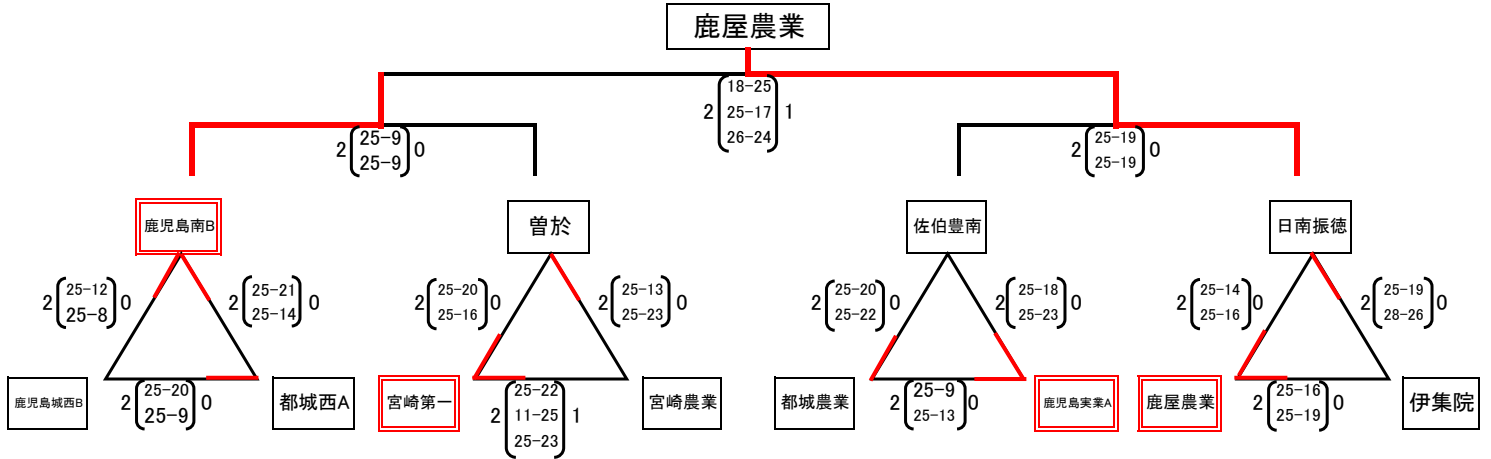 鹿屋農業
2 18-25 1
25-17
26-24
2 25-9 0
25-9
2 25-19 0
25-19
鹿児島南B
曽於
佐伯豊南
日南振徳
2 25-12 0
25-8
2 25-21 0
25-14
2 25-20 0
25-16
2 25-13 0
25-23
2 25-20 0
25-22
2 25-18 0
25-23
2 25-14 0
25-16
2 25-19 0
28-26
鹿児島城西B
2 25-20 0
25-9
都城西A
宮崎第一
2 25-22 1
11-25
25-23
宮崎農業
都城農業
2 25-9 0
25-13
鹿児島実業A
鹿屋農業
2 25-16 0
25-19
伊集院